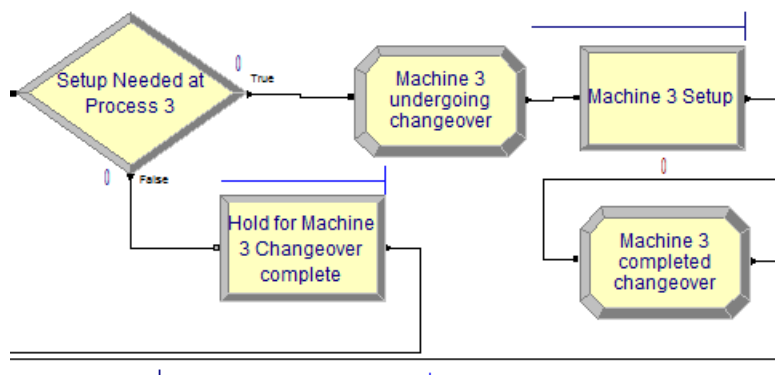 Setup Needed at
Process 3
0
True
0
False
Machine 3
undergoing
changeover
Machine 3 Setup
0
Hold for Machine
3 Changeover
complete
Machine 3
completed
changeover